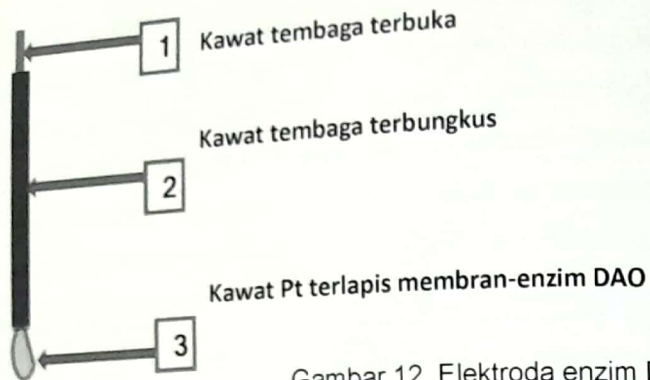 1 Kawat tembaga terbuka
Kawat tembaga terbungkus
2
Kawat Pt terlapis membran-enzim DAO
3
Gambar 12. Elektroda enzim